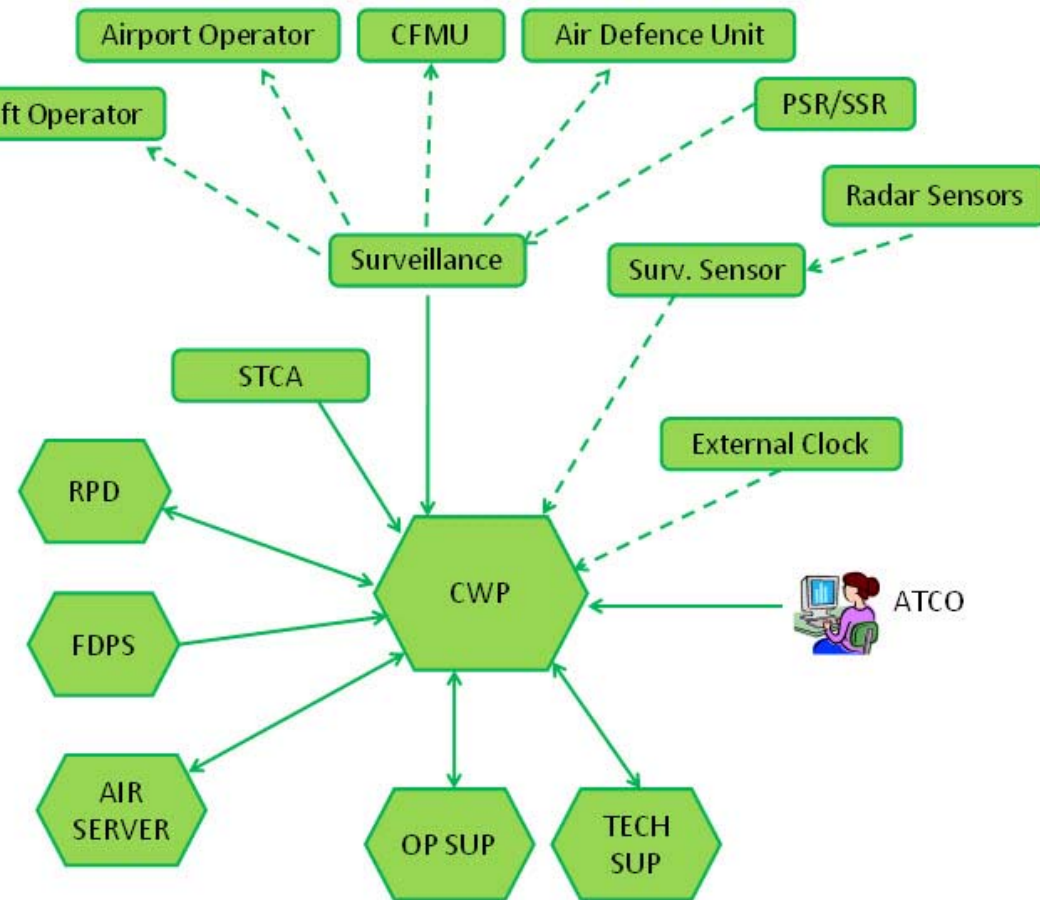 Airport Operator
CFMU
Air Defence Unit
ft Operator
PSR/SSR
Radar Sensors
Surveillance
Surv. Sensor
STCA
External Clock
RPD
CWP
ATCO
FDPS
AIR
SERVER
OP SUP
TECH
SUP